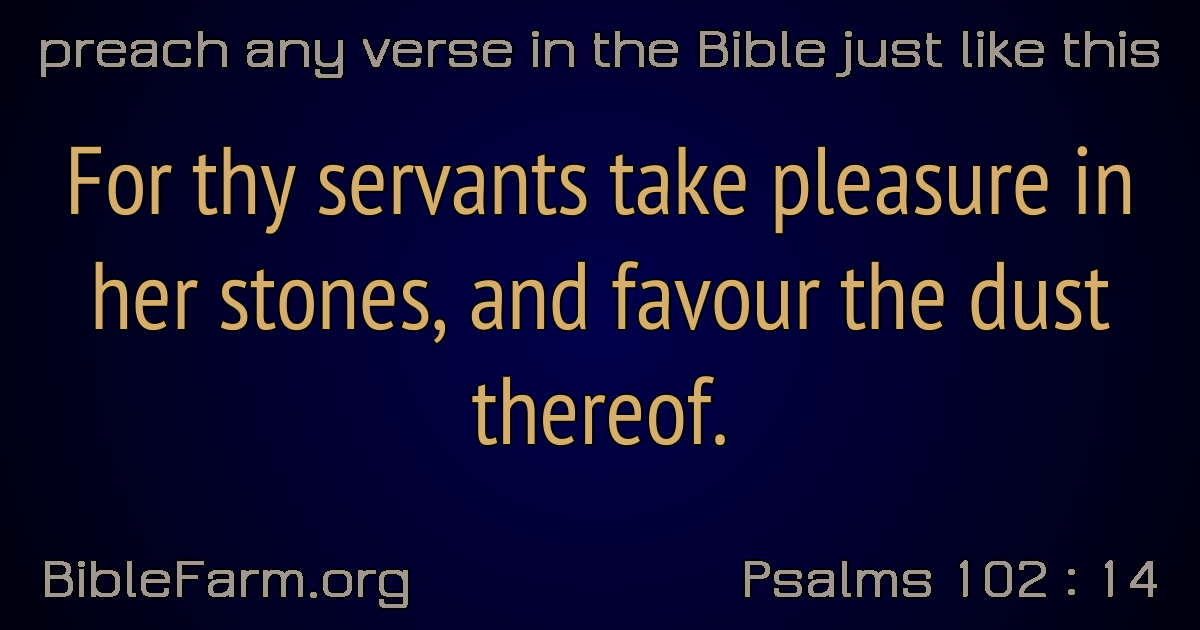 preach any verse in the Bible just like this
For thy servants take pleasure in
her stones, and favour the dust
thereof.
BibleFarm.org
Psalms 102 : 14